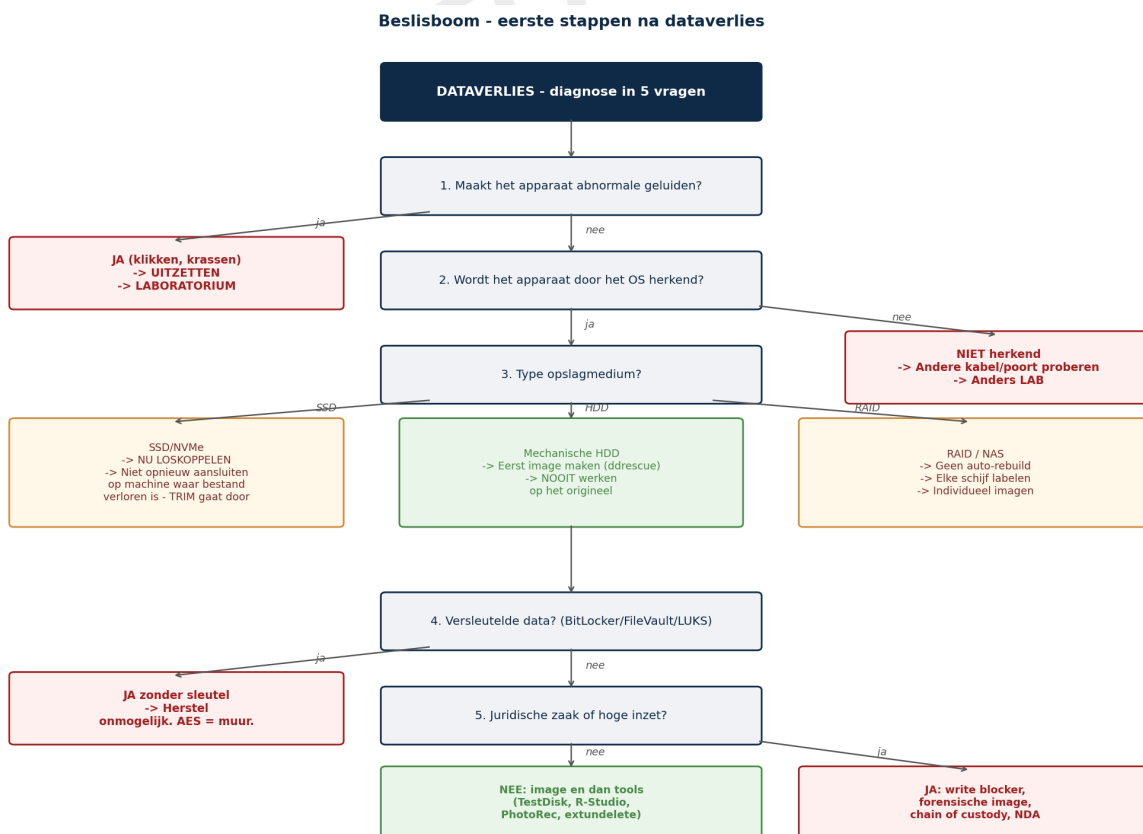 Beslisboom - eerste stappen na dataverlies
DATAVERLIES - diagnose in 5 vragen
1. Maakt het apparaat abnormale geluiden?
ja
nee
JA (klikken, krassen)
-> UITZETTEN
-> LABORATORIUM
2. Wordt het apparaat door het OS herkend?
nee
ja
NIET herkend
-> Andere kabel/poort proberen
-> Anders LAB
3. Type opslagmedium?
SSD
HDD
RAID
SSD/NVMe
-> NU LOSKOPPELEN
-> Niet opnieuw aansluiten
op machine waar bestand
verloren is - TRIM gaat door
Mechanische HDD
-> Eerst image maken (ddrescue)
-> NOOIT werken
op het origineel
RAID / NAS
-> Geen auto-rebuild
-> Elke schijf labelen
-> Individueel imagen
4. Versleutelde data? (BitLocker/FileVault/LUKS)
ja
nee
JA zonder sleutel
-> Herstel
onmogelijk. AES = muur.
5. Juridische zaak of hoge inzet?
nee
ja
NEE: image en dan tools
(TestDisk, R-Studio,
PhotoRec, extundelete)
JA: write blocker,
forensische image,
chain of custody, NDA